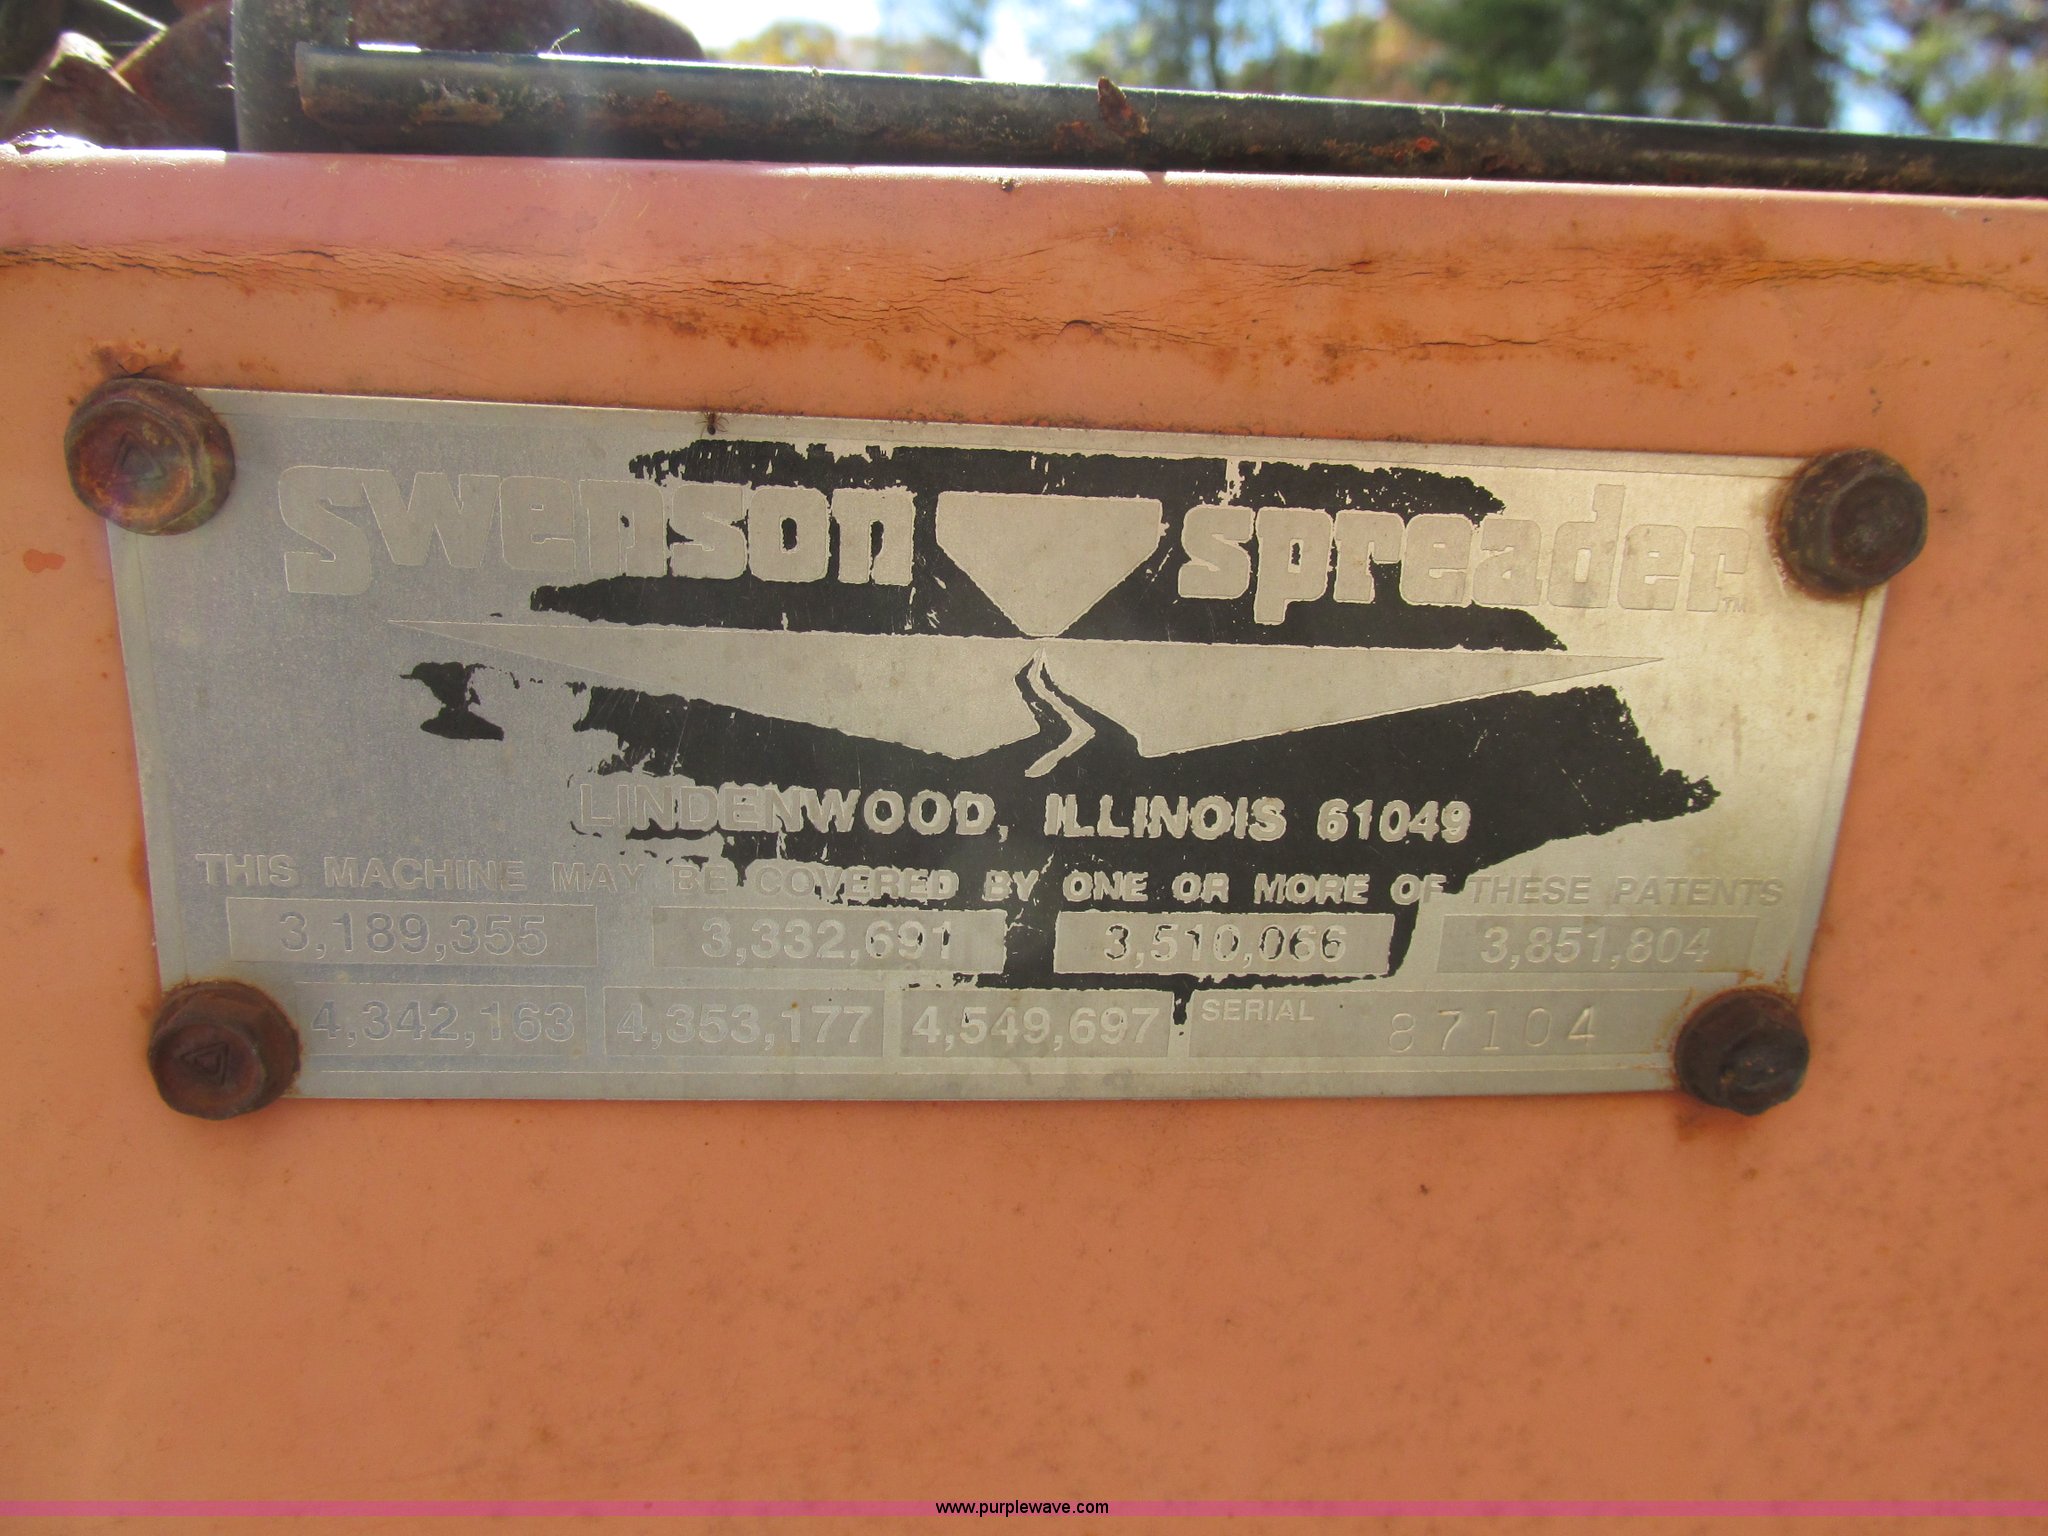 Swenson spreader TM
LINDENWOOD, ILLINOIS 61049
THIS MACHINE MAY BE COVERED BY ONE OR MORE OF THESE PATENTS
3,189,355 3,332,691 3,510,066 3,851,804
4,342,163 4,353,177 4,549,697 SERIAL 87104
www.purplewave.com